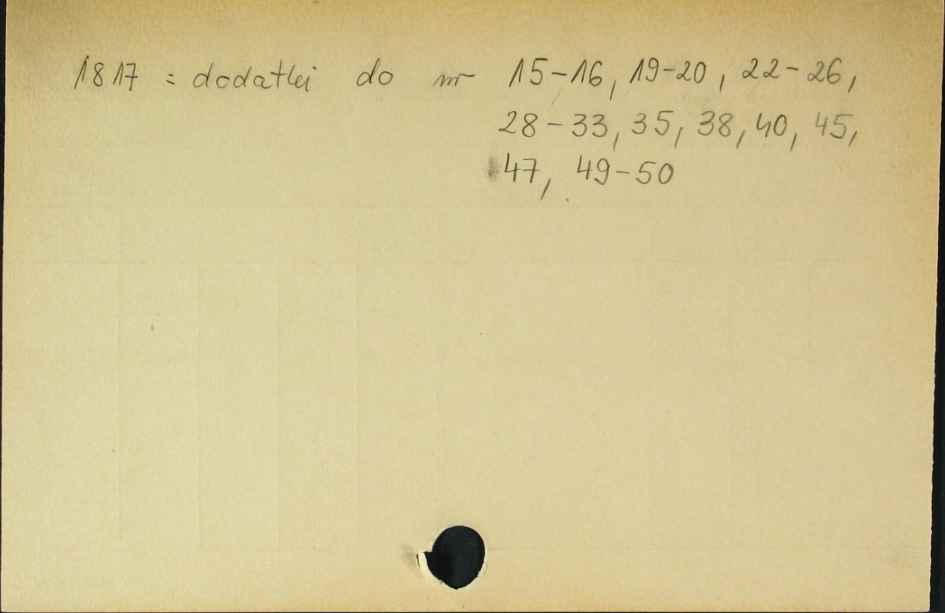 1817 : dodatki do nr 15-16, 19-20, 22-26,
28-33, 35, 38, 40, 45,
47, 49-50